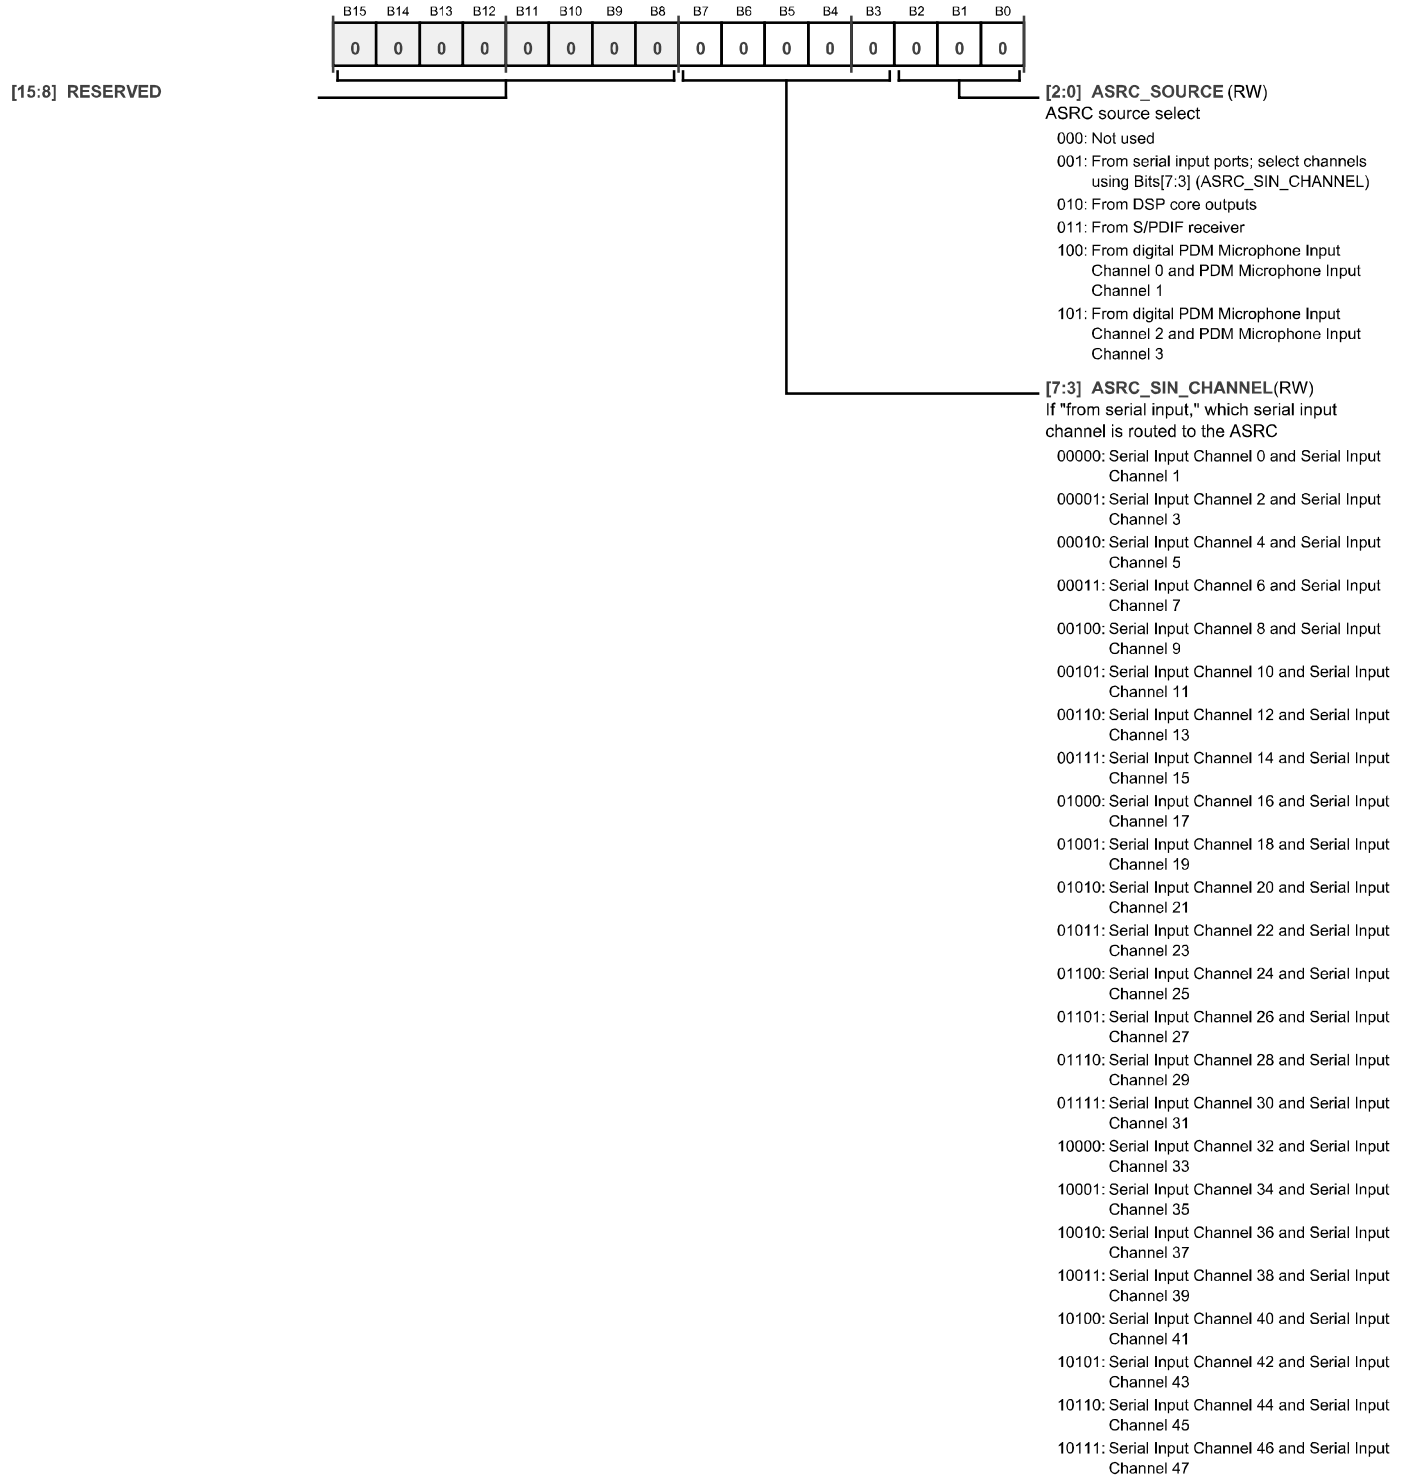 B15 B14 B13 B12 B11 B10 B9 B8 B7 B6 B5 B4 B3 B2 B1 B0
0 0 0 0 0 0 0 0 0 0 0 0 0 0 0 0
[15:8] RESERVED
[2:0] ASRC_SOURCE (RW)
ASRC source select
000: Not used
001: From serial input ports; select channels
using Bits[7:3] (ASRC_SIN_CHANNEL)
010: From DSP core outputs
011: From S/PDIF receiver
100: From digital PDM Microphone Input
Channel 0 and PDM Microphone Input
Channel 1
101: From digital PDM Microphone Input
Channel 2 and PDM Microphone Input
Channel 3
[7:3] ASRC_SIN_CHANNEL(RW)
If "from serial input," which serial input
channel is routed to the ASRC
00000: Serial Input Channel 0 and Serial Input
Channel 1
00001: Serial Input Channel 2 and Serial Input
Channel 3
00010: Serial Input Channel 4 and Serial Input
Channel 5
00011: Serial Input Channel 6 and Serial Input
Channel 7
00100: Serial Input Channel 8 and Serial Input
Channel 9
00101: Serial Input Channel 10 and Serial Input
Channel 11
00110: Serial Input Channel 12 and Serial Input
Channel 13
00111: Serial Input Channel 14 and Serial Input
Channel 15
01000: Serial Input Channel 16 and Serial Input
Channel 17
01001: Serial Input Channel 18 and Serial Input
Channel 19
01010: Serial Input Channel 20 and Serial Input
Channel 21
01011: Serial Input Channel 22 and Serial Input
Channel 23
01100: Serial Input Channel 24 and Serial Input
Channel 25
01101: Serial Input Channel 26 and Serial Input
Channel 27
01110: Serial Input Channel 28 and Serial Input
Channel 29
01111: Serial Input Channel 30 and Serial Input
Channel 31
10000: Serial Input Channel 32 and Serial Input
Channel 33
10001: Serial Input Channel 34 and Serial Input
Channel 35
10010: Serial Input Channel 36 and Serial Input
Channel 37
10011: Serial Input Channel 38 and Serial Input
Channel 39
10100: Serial Input Channel 40 and Serial Input
Channel 41
10101: Serial Input Channel 42 and Serial Input
Channel 43
10110: Serial Input Channel 44 and Serial Input
Channel 45
10111: Serial Input Channel 46 and Serial Input
Channel 47